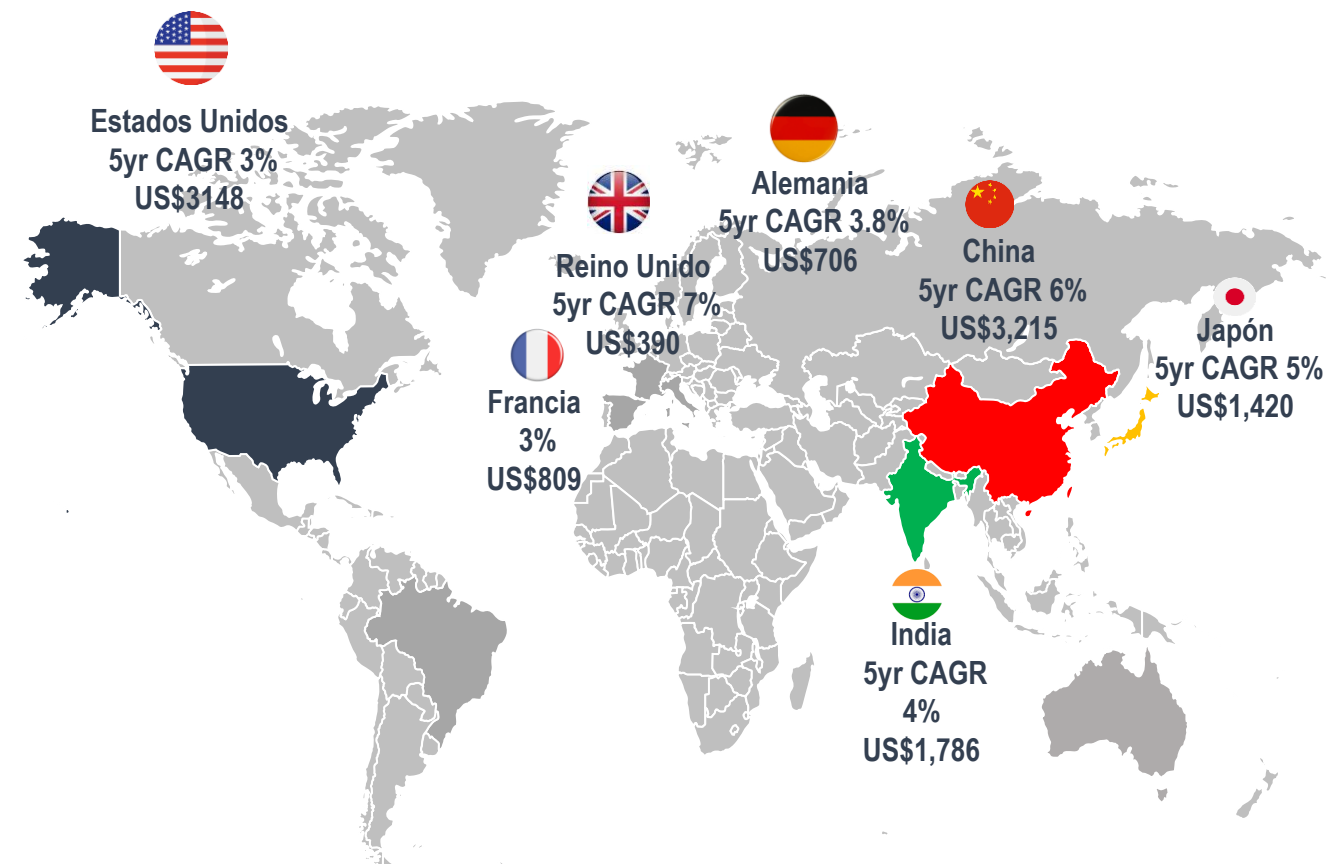 Estados Unidos
5yr CAGR 3%
US$3148
Alemania
5yr CAGR 3.8%
US$706
Reino Unido
5yr CAGR 7%
US$390
China
5yr CAGR 6%
US$3,215
Japón
5yr CAGR 5%
US$1,420
Francia
3%
US$809
India
5yr CAGR
4%
US$1,786